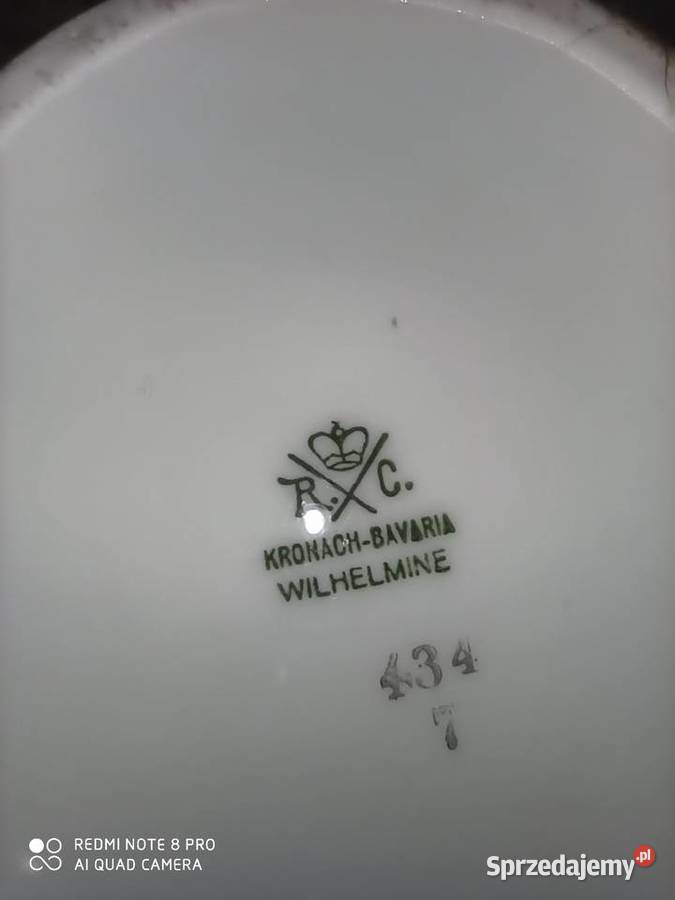 R. C.
KRONACH-BAVARIA
WILHELMINE
434
7
REDMI NOTE 8 PRO
AI QUAD CAMERA
Sprzedajemy.pl